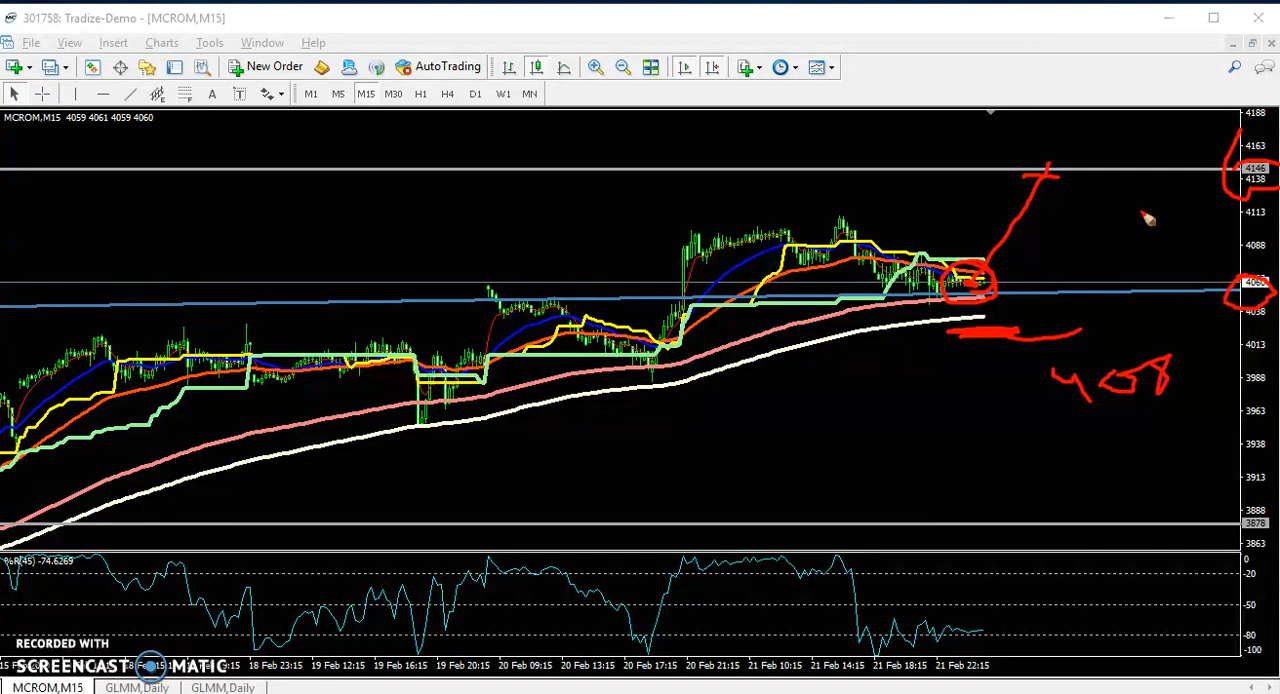 301758: Tradize-Demo - [MCROM,M15]
File View Insert Charts Tools Window Help
New Order AutoTrading
A T M1 M5 M15 M30 H1 H4 D1 W1 MN
MCROM,M15 4059 4061 4059 4060
4188
4163
4146
4138
4113
4088
4060
4038
4013
3988
3963
3938
3913
3888
3878
3863
%R(45) -74.6269
0
-20
-50
-80
-100
RECORDED WITH
SCREENCAST MATIC
18 Feb 23:15 19 Feb 12:15 19 Feb 16:15 19 Feb 20:15 20 Feb 09:15 20 Feb 13:15 20 Feb 17:15 20 Feb 21:15 21 Feb 10:15 21 Feb 14:15 21 Feb 18:15 21 Feb 22:15
MCROM,M15 GLMM,Daily GLMM,Daily